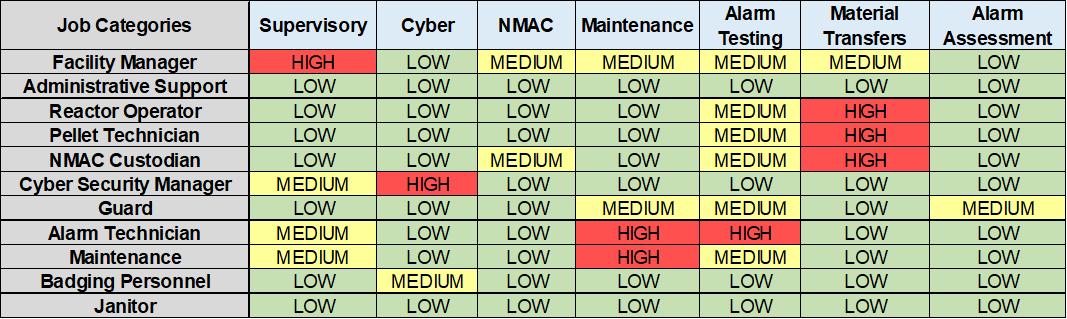 Job Categories Supervisory Cyber NMAC Maintenance Alarm Testing Material Transfers Alarm Assessment
Facility Manager HIGH LOW MEDIUM MEDIUM MEDIUM MEDIUM LOW
Administrative Support LOW LOW LOW LOW LOW LOW LOW
Reactor Operator LOW LOW LOW LOW MEDIUM HIGH LOW
Pellet Technician LOW LOW LOW LOW MEDIUM HIGH LOW
NMAC Custodian LOW LOW MEDIUM LOW MEDIUM HIGH LOW
Cyber Security Manager MEDIUM HIGH LOW LOW LOW LOW LOW
Guard LOW LOW LOW MEDIUM MEDIUM LOW MEDIUM
Alarm Technician MEDIUM LOW LOW HIGH HIGH LOW LOW
Maintenance MEDIUM LOW LOW HIGH MEDIUM LOW LOW
Badging Personnel LOW MEDIUM LOW LOW LOW LOW LOW
Janitor LOW LOW LOW LOW LOW LOW LOW